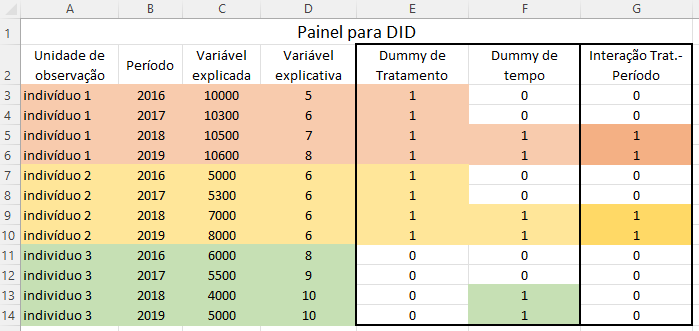 A B C D E F G
1 Painel para DID
2 Unidade de observação Período Variável explicada Variável explicativa Dummy de Tratamento Dummy de tempo Interação Trat.-Período
3 indivíduo 1 2016 10000 5 1 0 0
4 indivíduo 1 2017 10300 6 1 0 0
5 indivíduo 1 2018 10500 7 1 1 1
6 indivíduo 1 2019 10600 8 1 1 1
7 indivíduo 2 2016 5000 6 1 0 0
8 indivíduo 2 2017 5300 6 1 0 0
9 indivíduo 2 2018 7000 6 1 1 1
10 indivíduo 2 2019 8000 6 1 1 1
11 individuo 3 2016 6000 8 0 0 0
12 individuo 3 2017 5500 9 0 0 0
13 individuo 3 2018 4000 10 0 1 0
14 individuo 3 2019 5000 10 0 1 0